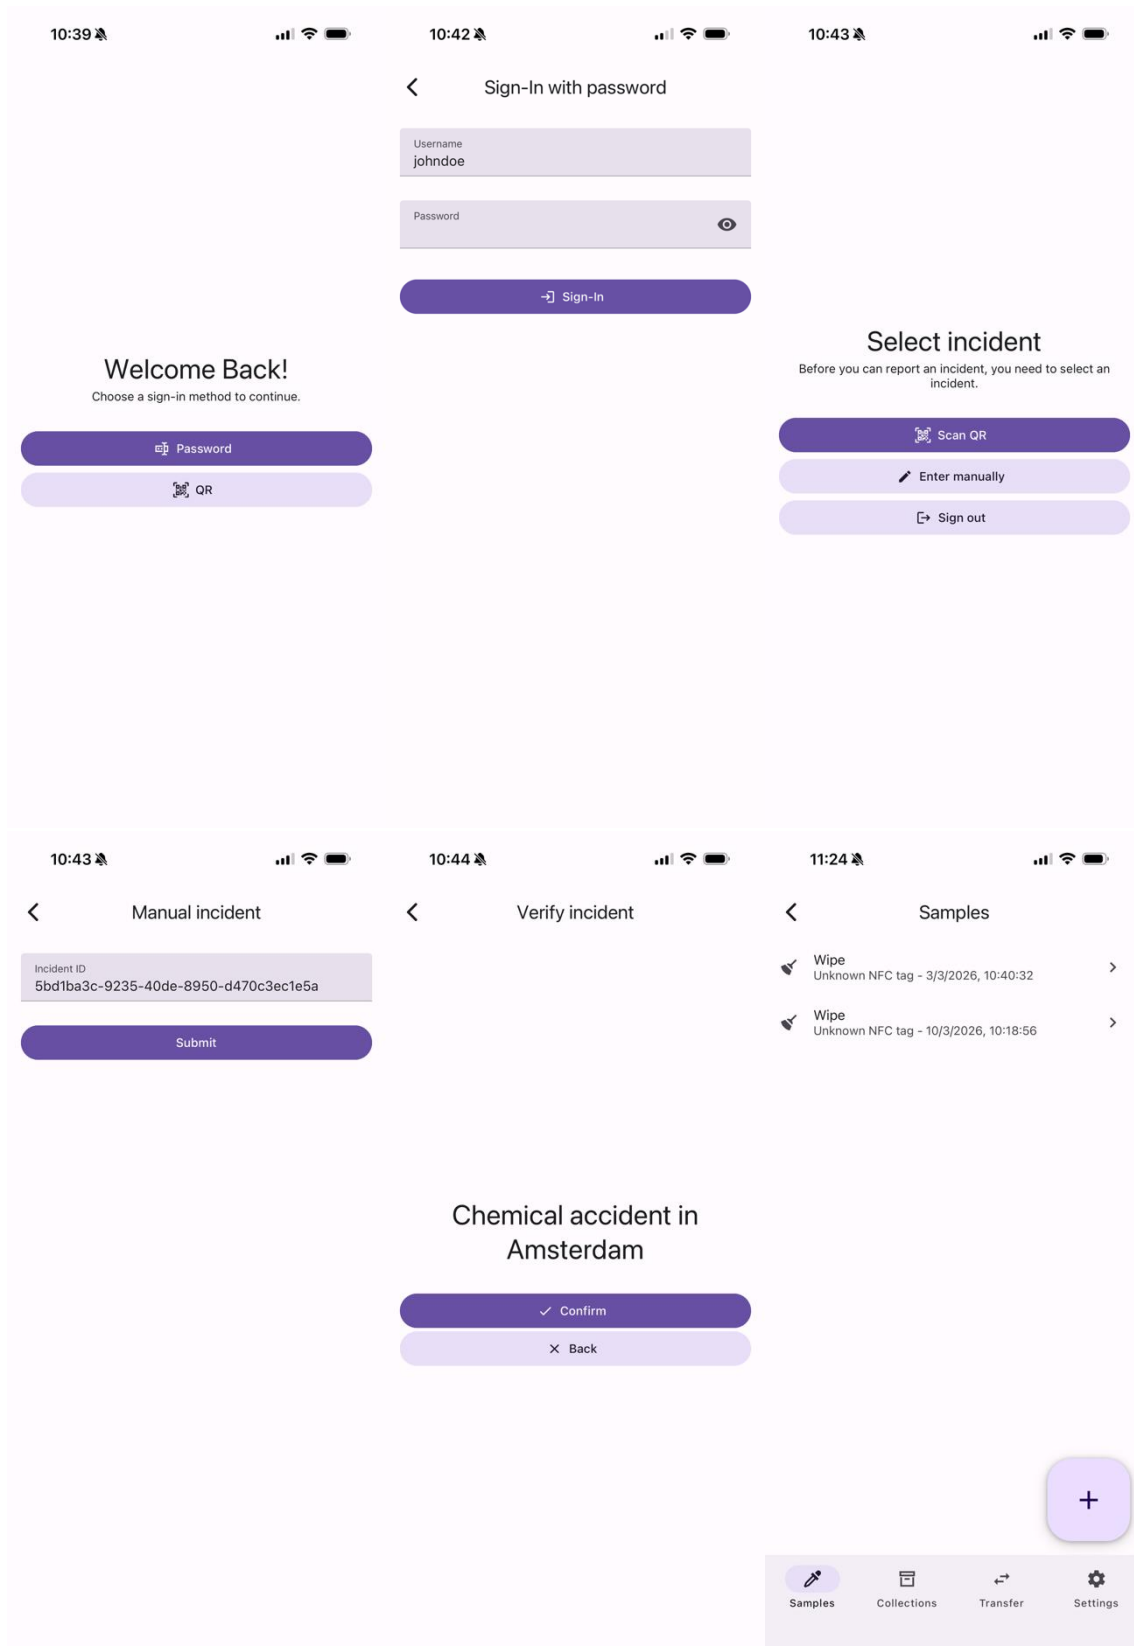 10:39
Welcome Back!
Choose a sign-in method to continue.
Password
QR
10:42
Sign-In with password
Username
johndoe
Password
Sign-In
10:43
Select incident
Before you can report an incident, you need to select an
incident.
Scan QR
Enter manually
Sign out
10:43
Manual incident
Incident ID
5bd1ba3c-9235-40de-8950-d470c3ec1e5a
Submit
10:44
Verify incident
Chemical accident in
Amsterdam
Confirm
Back
11:24
Samples
Wipe
Unknown NFC tag - 3/3/2026, 10:40:32
Wipe
Unknown NFC tag - 10/3/2026, 10:18:56
Samples
Collections
Transfer
Settings